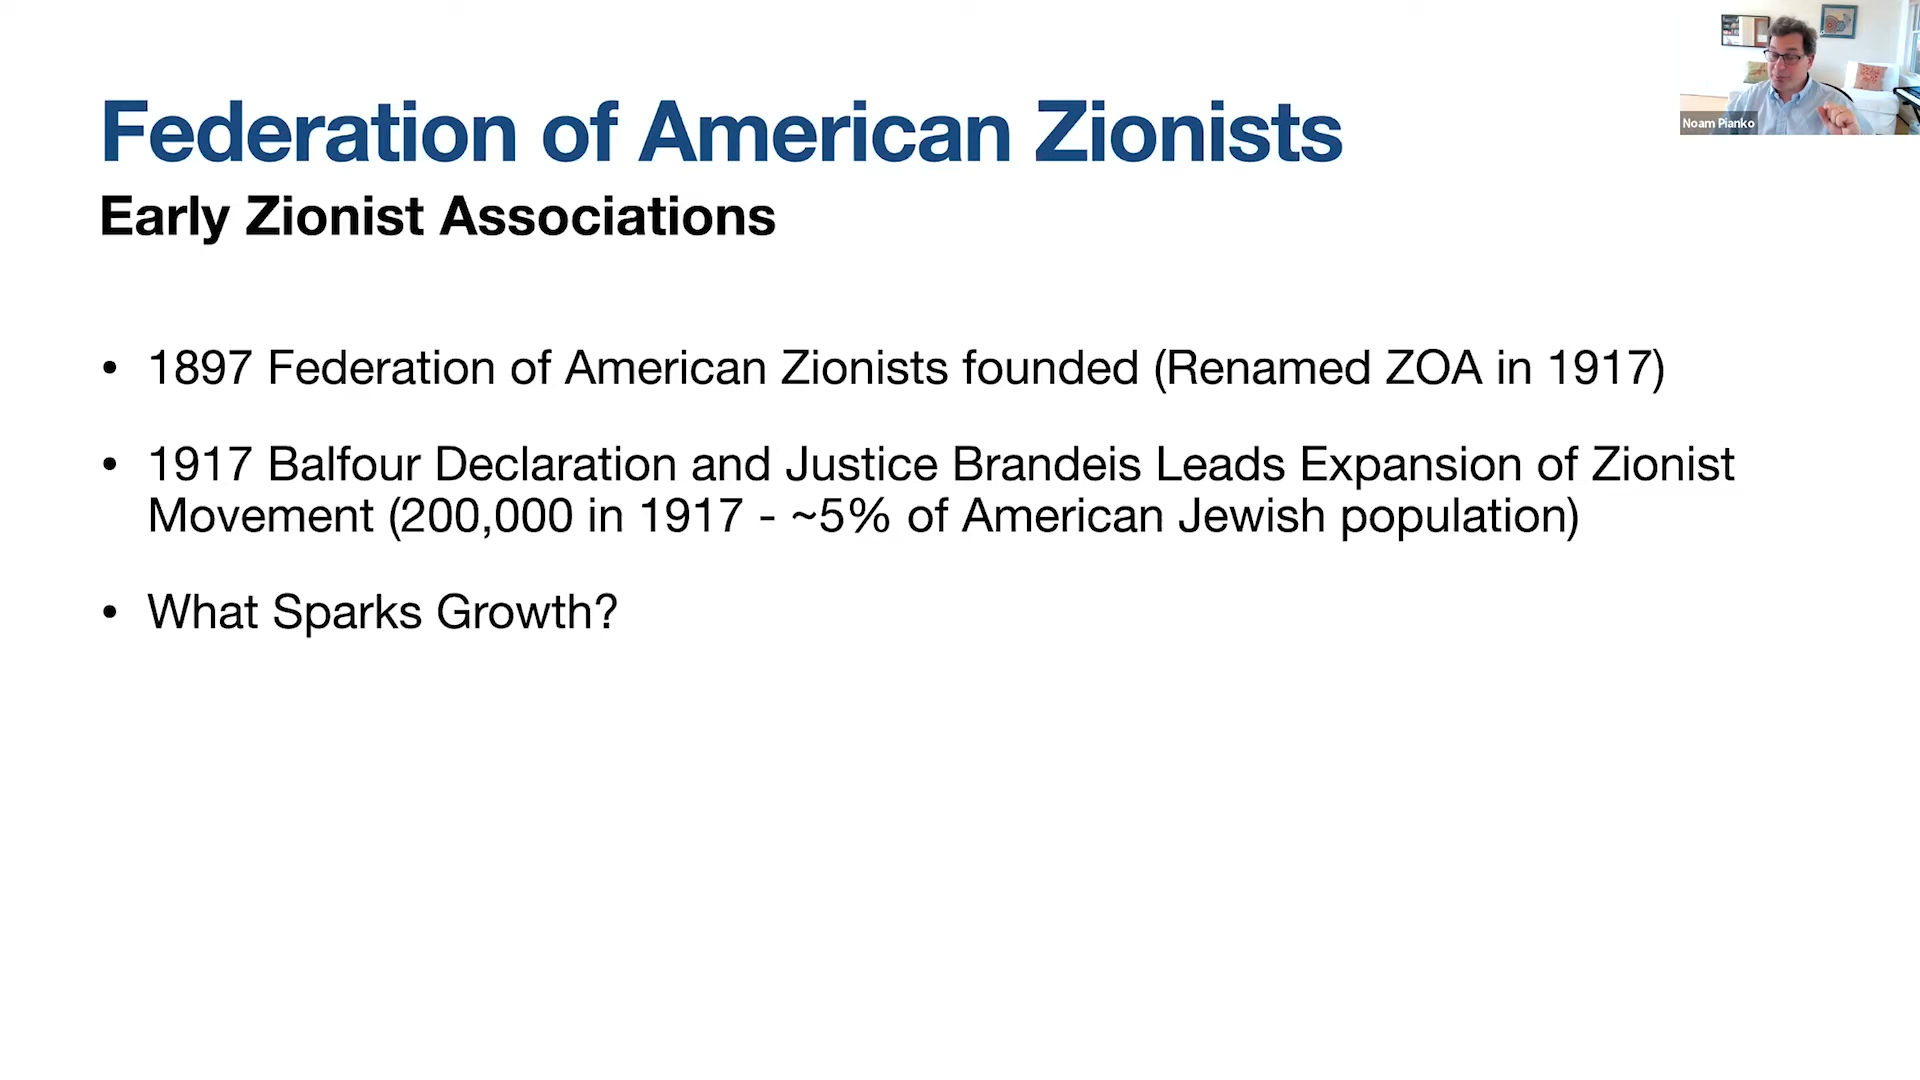 Federation of American Zionists
Early Zionist Associations
• 1897 Federation of American Zionists founded (Renamed ZOA in 1917)
• 1917 Balfour Declaration and Justice Brandeis Leads Expansion of Zionist
Movement (200,000 in 1917 - ~5% of American Jewish population)
• What Sparks Growth?
Noam Pianko